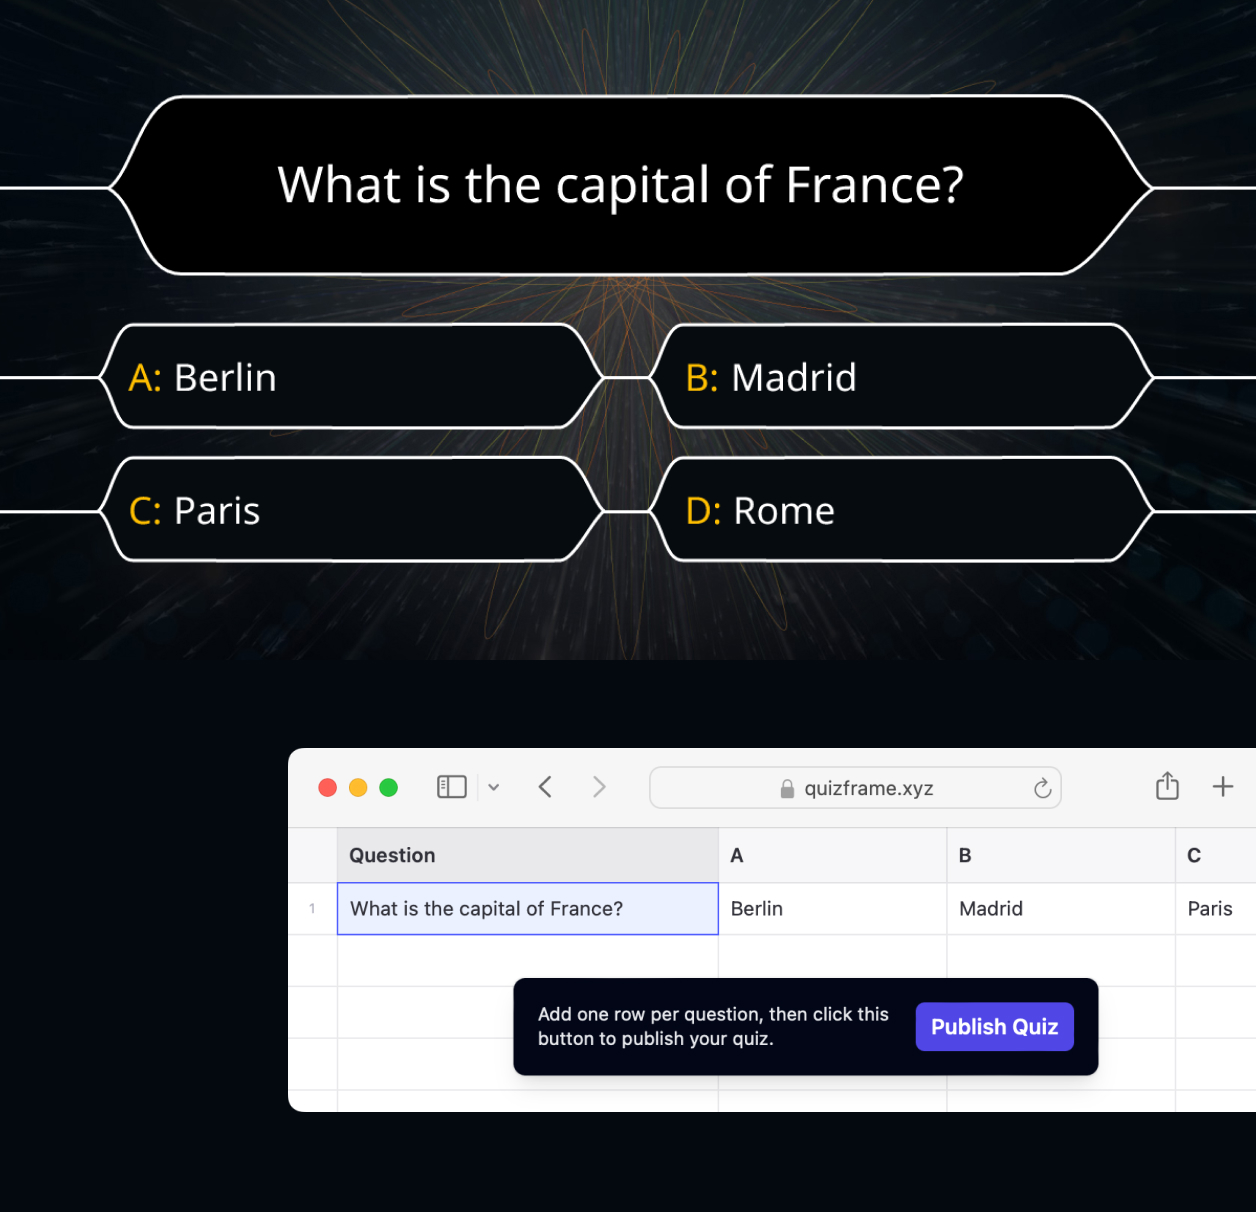 What is the capital of France?
A: Berlin
B: Madrid
C: Paris
D: Rome
quizframe.xyz
Question A B C
1 What is the capital of France? Berlin Madrid Paris
Add one row per question, then click this
button to publish your quiz.
Publish Quiz